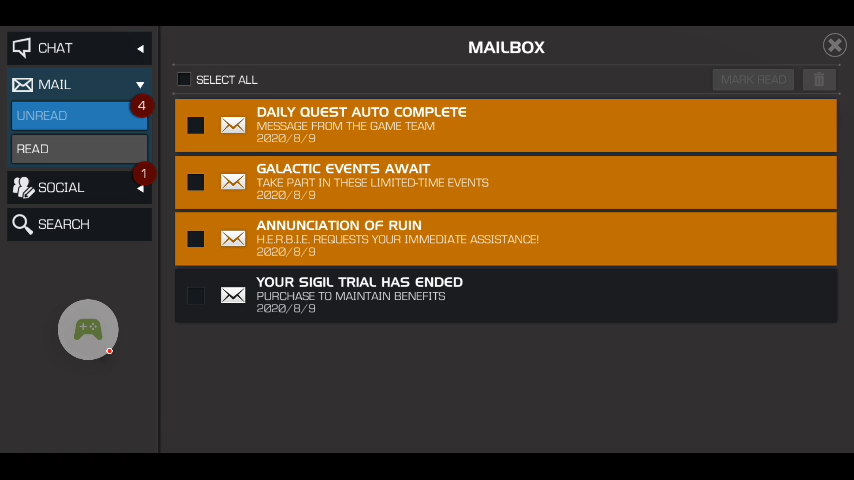 CHAT
MAIL
4
UNREAD
READ
1
SOCIAL
SEARCH
MAILBOX
SELECT ALL
MARK READ
DAILY QUEST AUTO COMPLETE
MESSAGE FROM THE GAME TEAM
2020/8/9
GALACTIC EVENTS AWAIT
TAKE PART IN THESE LIMITED-TIME EVENTS
2020/8/9
ANNUNCIATION OF RUIN
H.E.R.B.I.E. REQUESTS YOUR IMMEDIATE ASSISTANCE!
2020/8/9
YOUR SIGIL TRIAL HAS ENDED
PURCHASE TO MAINTAIN BENEFITS
2020/8/9